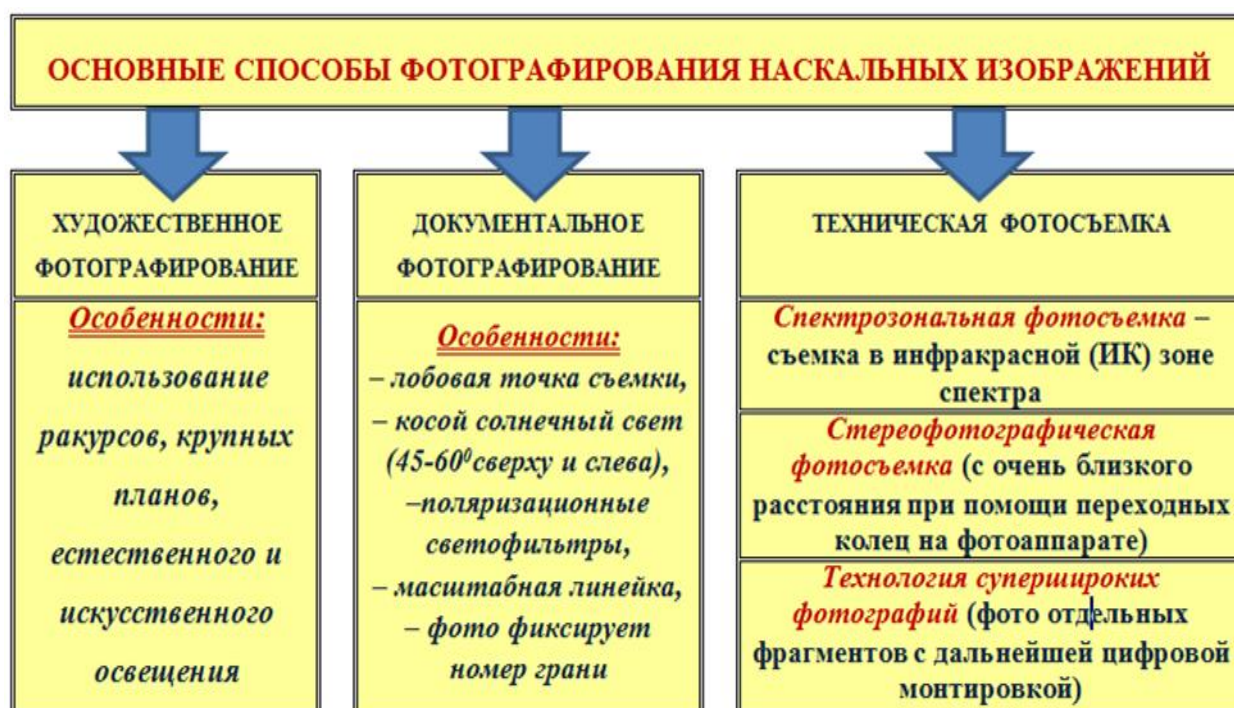 ОСНОВНЫЕ СПОСОБЫ ФОТОГРАФИРОВАНИЯ НАСКАЛЬНЫХ ИЗОБРАЖЕНИЙ
ХУДОЖЕСТВЕННОЕ
ФОТОГРАФИРОВАНИЕ
Особенности:
использование
ракурсов, крупных
планов,
естественного и
искусственного
освещения
ДОКУМЕНТАЛЬНОЕ
ФОТОГРАФИРОВАНИЕ
Особенности:
– лобовая точка съемки,
– косой солнечный свет
(45-60⁰сверху и слева),
–поляризационные
светофильтры,
– масштабная линейка,
– фото фиксирует
номер грани
ТЕХНИЧЕСКАЯ ФОТОСЪЕМКА
Спектрозональная фотосъемка –
съемка в инфракрасной (ИК) зоне
спектра
Стереофотографическая
фотосъемка (с очень близкого
расстояния при помощи переходных
колец на фотоаппарате)
Технология супершироких
фотографий (фото отдельных
фрагментов с дальнейшей цифровой
монтировкой)